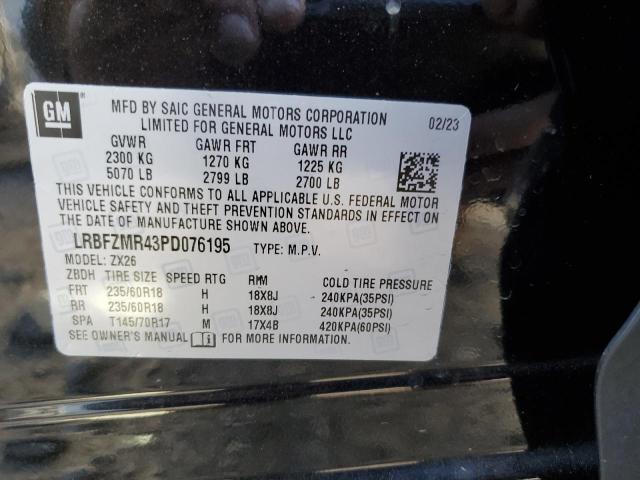 GM
MFD BY SAIC GENERAL MOTORS CORPORATION
LIMITED FOR GENERAL MOTORS LLC
02/23
GVWR GAWR FRT GAWR RR
2300 KG 1270 KG 1225 KG
5070 LB 2799 LB 2700 LB
THIS VEHICLE CONFORMS TO ALL APPLICABLE U.S. FEDERAL MOTOR
VEHICLE SAFETY AND THEFT PREVENTION STANDARDS IN EFFECT ON
THE DATE OF MANUFACTURE SHOWN ABOVE.
LRBFZMR43PD076195 TYPE: M.P.V.
MODEL: ZX26
ZBDH TIRE SIZE SPEED RTG RHM COLD TIRE PRESSURE
FRT 235/60R18 H 18X8J 240KPA(35PSI)
RR 235/60R18 H 18X8J 240KPA(35PSI)
SPA T145/70R17 M 17X4B 420KPA(60PSI)
SEE OWNER'S MANUAL FOR MORE INFORMATION.